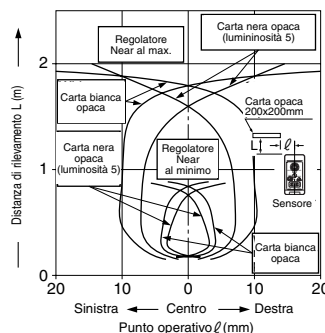 Regolatore
Near al max.
Carta nera opaca
(lumininosità 5)
Carta bianca
opaca
Carta opaca
200x200mm
Carta nera
opaca
(luminosità 5)
Regolatore
Near
al minimo
L
ℓ
Sensore
Carta bianca
opaca
Distanza di rilevamento L (m)
2
1
0
20 10 0 10 20
Sinistra Centro Destra
Punto operativo ℓ (mm)